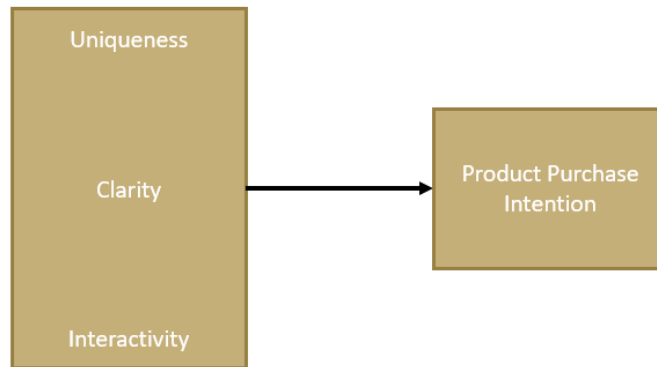 Uniqueness
Clarity
Product Purchase
Intention
Interactivity